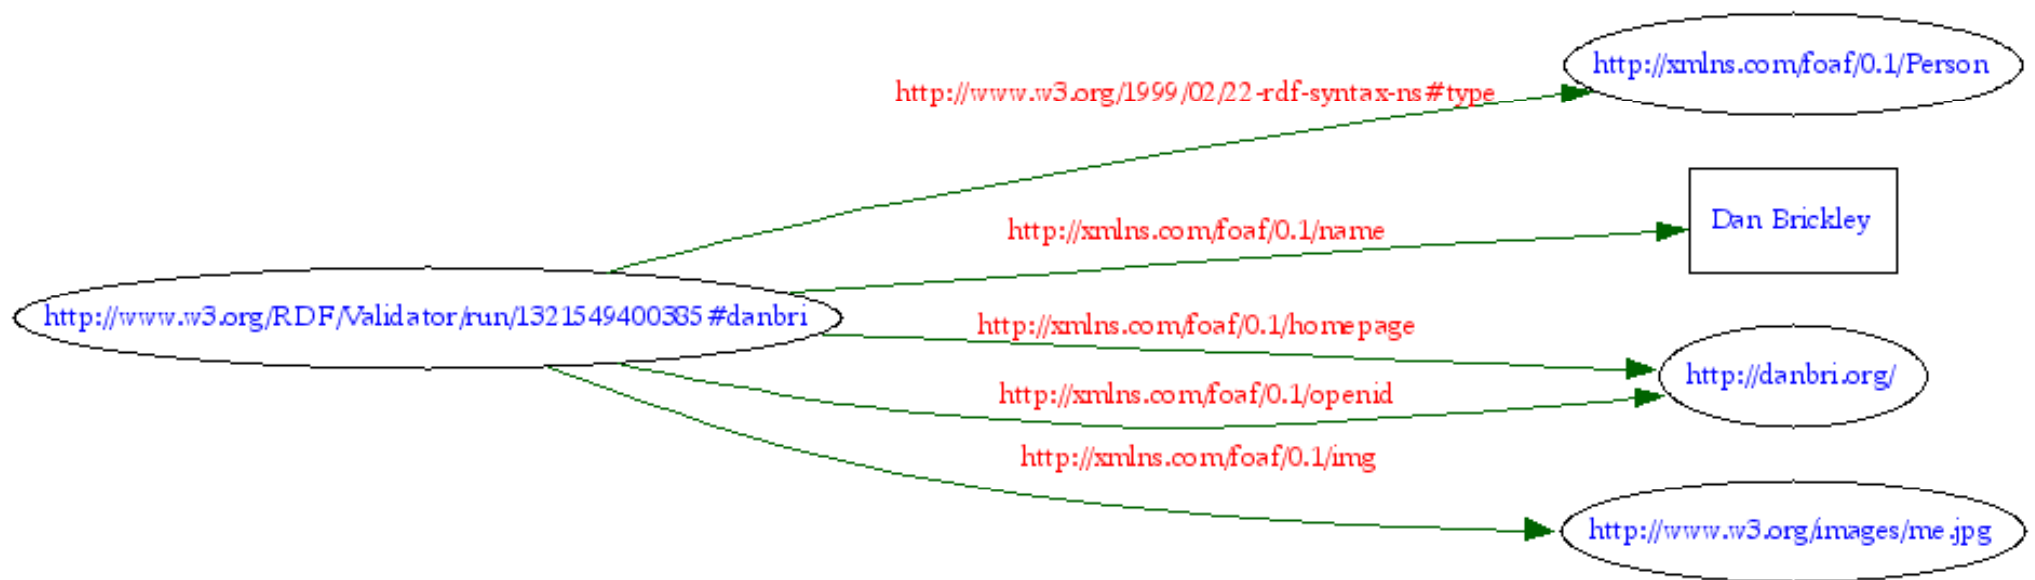 http://xmlns.com/foaf/0.1/Person
http://www.w3.org/1999/02/22-rdf-syntax-ns#type
Dan Brickley
http://xmlns.com/foaf/0.1/name
http://www.w3.org/RDF/Validator/run/1321549400385#danbri
http://xmlns.com/foaf/0.1/homepage
http://danbri.org/
http://xmlns.com/foaf/0.1/openid
http://xmlns.com/foaf/0.1/img
http://www.w3.org/images/me.jpg